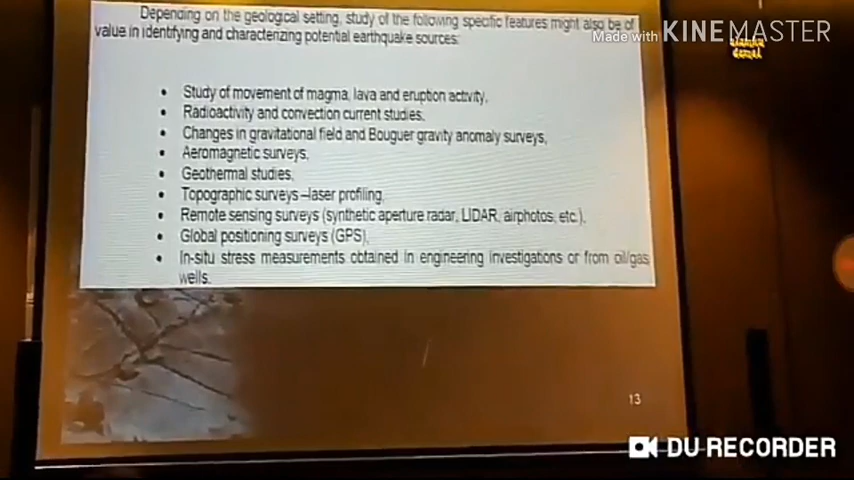 Depending on the geological setting, study of the following specific features might also be of
value in identifying and characterizing potential earthquake sources:
Made with KINEMASTER
• Study of movement of magma, lava and eruption activity,
• Radioactivity and convection current studies,
• Changes in gravitational field and Bouguer gravity anomaly surveys,
• Aeromagnetic surveys,
• Geothermal studies,
• Topographic surveys –laser profiling,
• Remote sensing surveys (synthetic aperture radar, LIDAR, airphotos, etc.),
• Global positioning surveys (GPS),
• In-situ stress measurements obtained in engineering investigations or from oil/gas
wells.
13
DU RECORDER